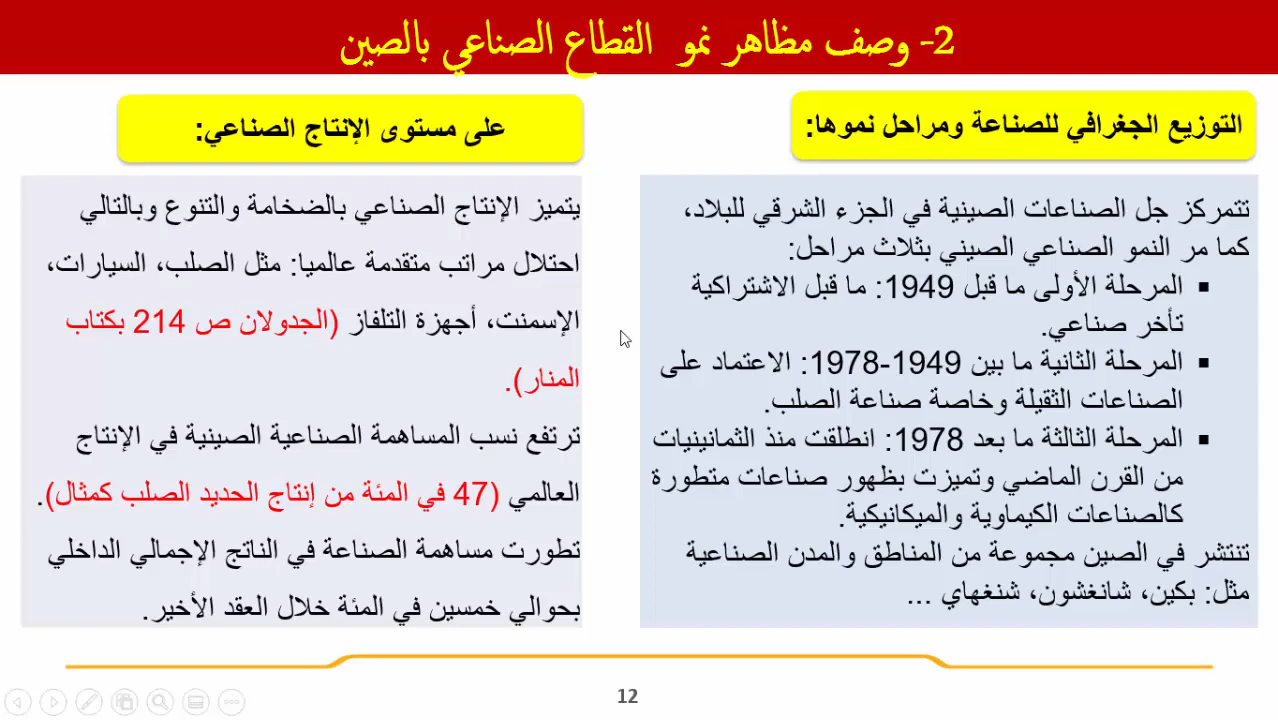 2- وصف مظاهر نمو القطاع الصناعي بالصين
التوزيع الجغرافي للصناعة ومراحل نموها:
تتمركز جل الصناعات الصينية في الجزء الشرقي للبلاد،
كما مر النمو الصناعي الصيني بثلاث مراحل:
▪ المرحلة الأولى ما قبل 1949: ما قبل الاشتراكية
تأخر صناعي.
▪ المرحلة الثانية ما بين 1949-1978: الاعتماد على
الصناعات الثقيلة وخاصة صناعة الصلب.
▪ المرحلة الثالثة ما بعد 1978: انطلقت منذ الثمانينيات
من القرن الماضي وتميزت بظهور صناعات متطورة
كالصناعات الكيماوية والميكانيكية.
تنتشر في الصين مجموعة من المناطق والمدن الصناعية
مثل: بكين، شانغشون، شنغهاي ...
على مستوى الإنتاج الصناعي:
يتميز الإنتاج الصناعي بالضخامة والتنوع وبالتالي
احتلال مراتب متقدمة عالميا: مثل الصلب، السيارات،
الإسمنت، أجهزة التلفاز (الجدولان ص 214 بكتاب
المنار).
ترتفع نسب المساهمة الصناعية الصينية في الإنتاج
العالمي (47 في المئة من إنتاج الحديد الصلب كمثال).
تطورت مساهمة الصناعة في الناتج الإجمالي الداخلي
بحوالي خمسين في المئة خلال العقد الأخير.
12